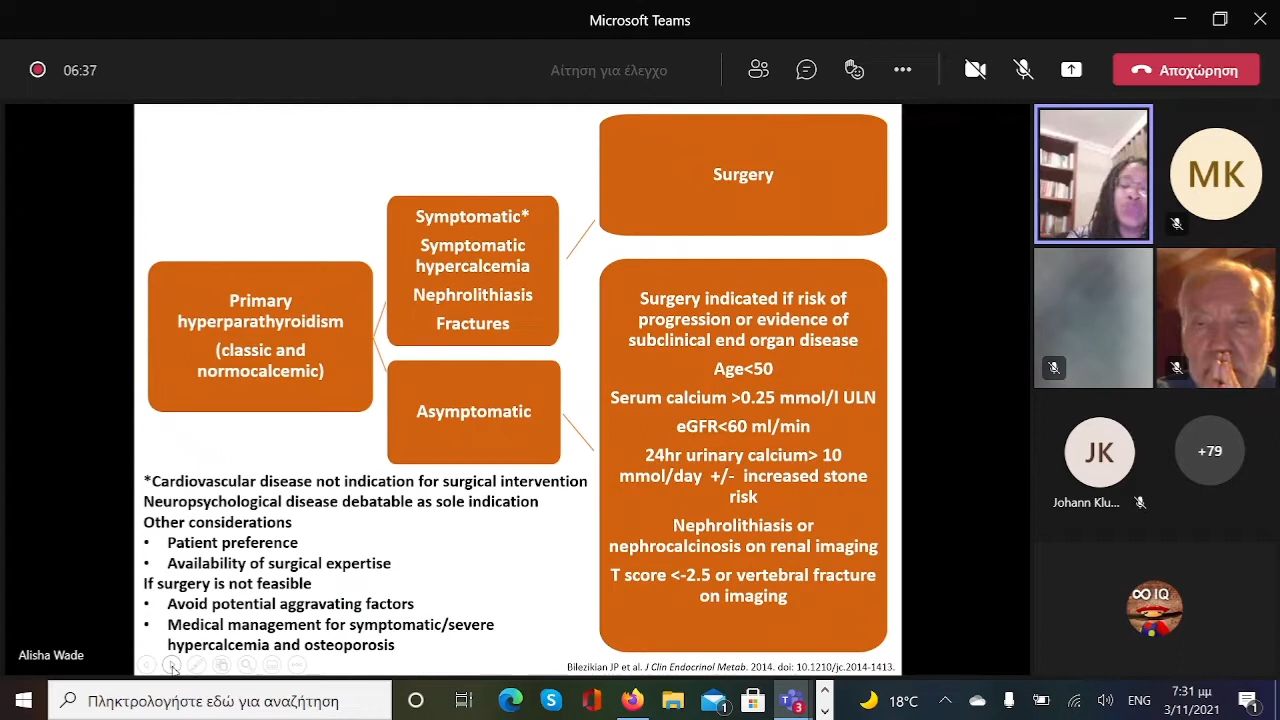 Microsoft Teams
06:37
Αίτηση για έλεγχο
Αποχώρηση
Surgery
Symptomatic*
Symptomatic
hypercalcemia
Nephrolithiasis
Fractures
Primary
hyperparathyroidism
(classic and
normocalcemic)
Asymptomatic
Surgery indicated if risk of
progression or evidence of
subclinical end organ disease
Age<50
Serum calcium >0.25 mmol/l ULN
eGFR<60 ml/min
24hr urinary calcium> 10
mmol/day +/- increased stone
risk
Nephrolithiasis or
nephrocalcinosis on renal imaging
T score <-2.5 or vertebral fracture
on imaging
*Cardiovascular disease not indication for surgical intervention
Neuropsychological disease debatable as sole indication
Other considerations
• Patient preference
• Availability of surgical expertise
If surgery is not feasible
• Avoid potential aggravating factors
• Medical management for symptomatic/severe
hypercalcemia and osteoporosis
Bilezikian JP et al. J Clin Endocrinol Metab. 2014. doi: 10.1210/jc.2014-1413.
Alisha Wade
MK
JK
+79
Johann Klu...
∞ IQ
Πληκτρολογήστε εδώ για αναζήτηση
1
3
18°C
ENG
7:31 μμ
3/11/2021
1